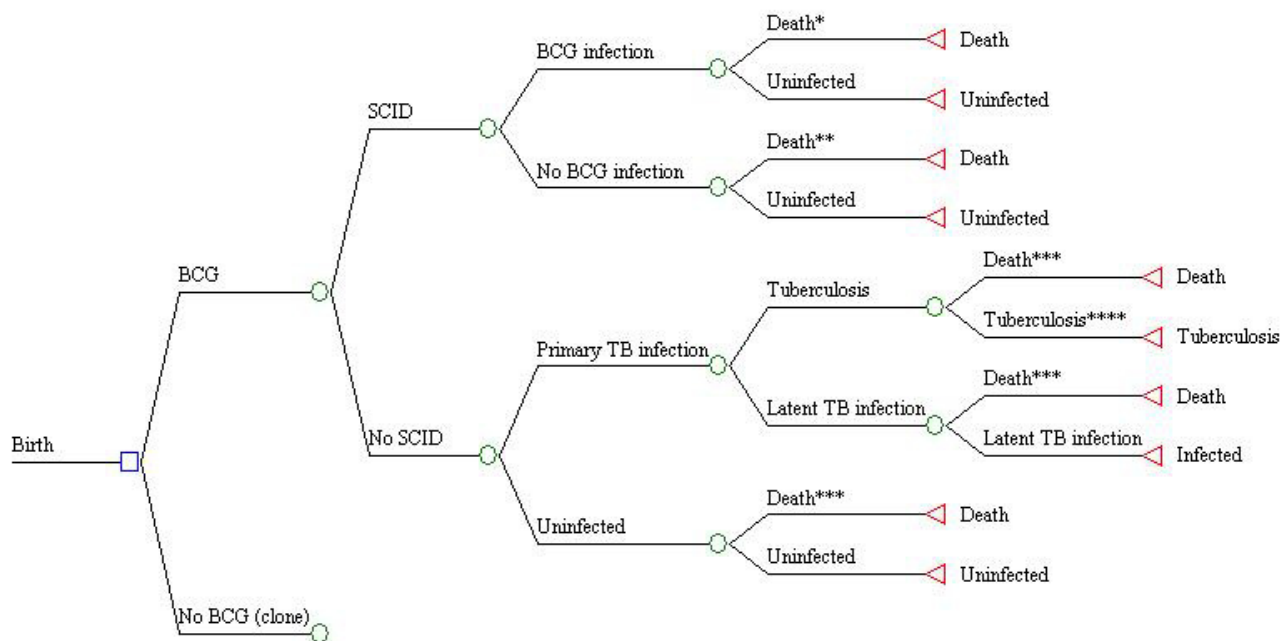 Death*
Death
BCG infection
Uninfected
Uninfected
SCID
Death**
Death
No BCG infection
Uninfected
Uninfected
BCG
Death***
Death
Tuberculosis
Tuberculosis****
Tuberculosis
Primary TB infection
Death***
Death
Latent TB infection
Latent TB infection
Infected
No SCID
Birth
Death***
Death
Uninfected
Uninfected
Uninfected
No BCG (clone)